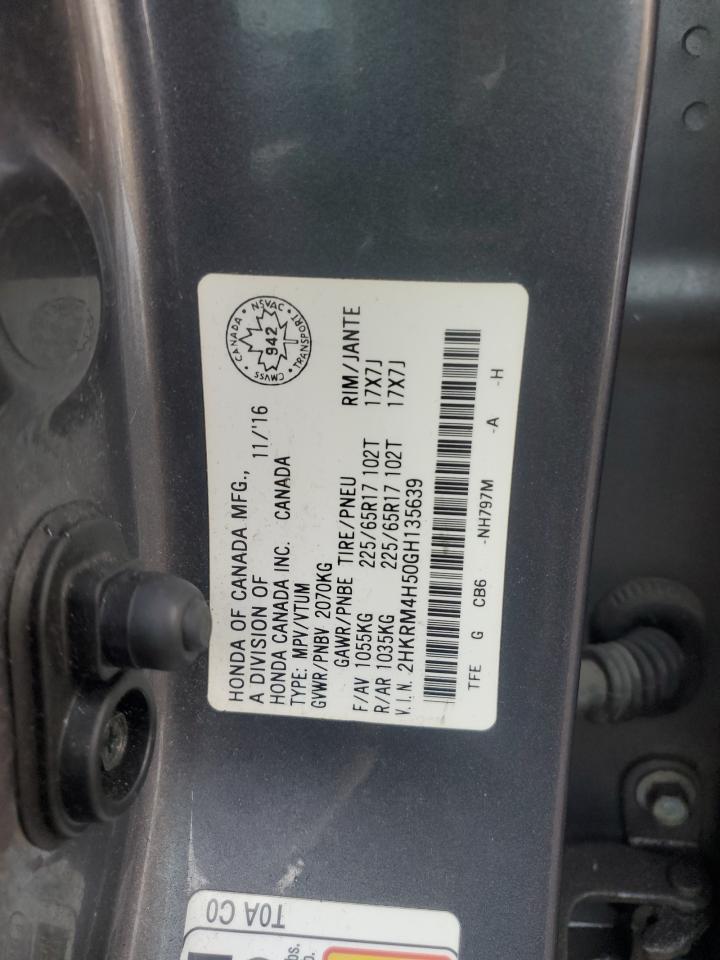 HONDA OF CANADA MFG., 11/'16
A DIVISION OF
HONDA CANADA INC. CANADA
TYPE: MPV/VTUM
GVWR/PNBV 2070KG
GAWR/PNBE TIRE/PNEU RIM/JANTE
F/AV 1055KG 225/65R17 102T 17X7J
R/AR 1035KG 225/65R17 102T 17X7J
V.I.N. 2HKRM4H50GH135639
TFE G CB6 -NH797M -A -H
CANADA · NSVAC · TRANSPORT · CMVSS
942
T0A C0